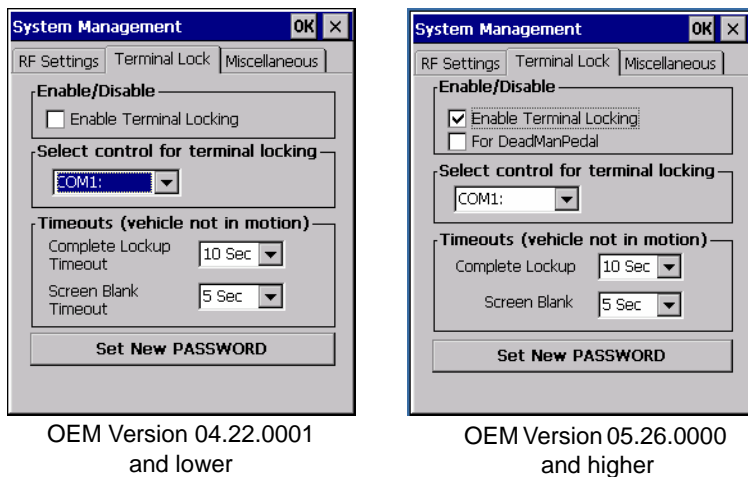 System Management OK ×
RF Settings Terminal Lock Miscellaneous
Enable/Disable
Enable Terminal Locking
Select control for terminal locking
COM1:
Timeouts (vehicle not in motion)
Complete Lockup
Timeout
10 Sec
Screen Blank
Timeout
5 Sec
Set New PASSWORD
OEM Version 04.22.0001
and lower
System Management OK ×
RF Settings Terminal Lock Miscellaneous
Enable/Disable
Enable Terminal Locking
For DeadManPedal
Select control for terminal locking
COM1:
Timeouts (vehicle not in motion)
Complete Lockup 10 Sec
Screen Blank 5 Sec
Set New PASSWORD
OEM Version 05.26.0000
and higher